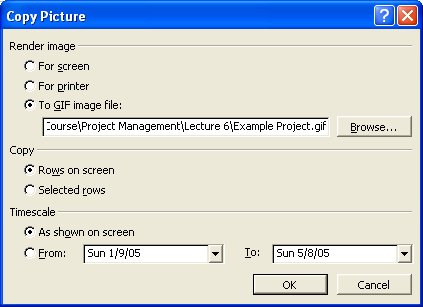 Copy Picture
Render image
For screen
For printer
To GIF image file:
Course\Project Management\Lecture 6\Example Project.gif
Browse...
Copy
Rows on screen
Selected rows
Timescale
As shown on screen
From: Sun 1/9/05 To: Sun 5/8/05
OK Cancel